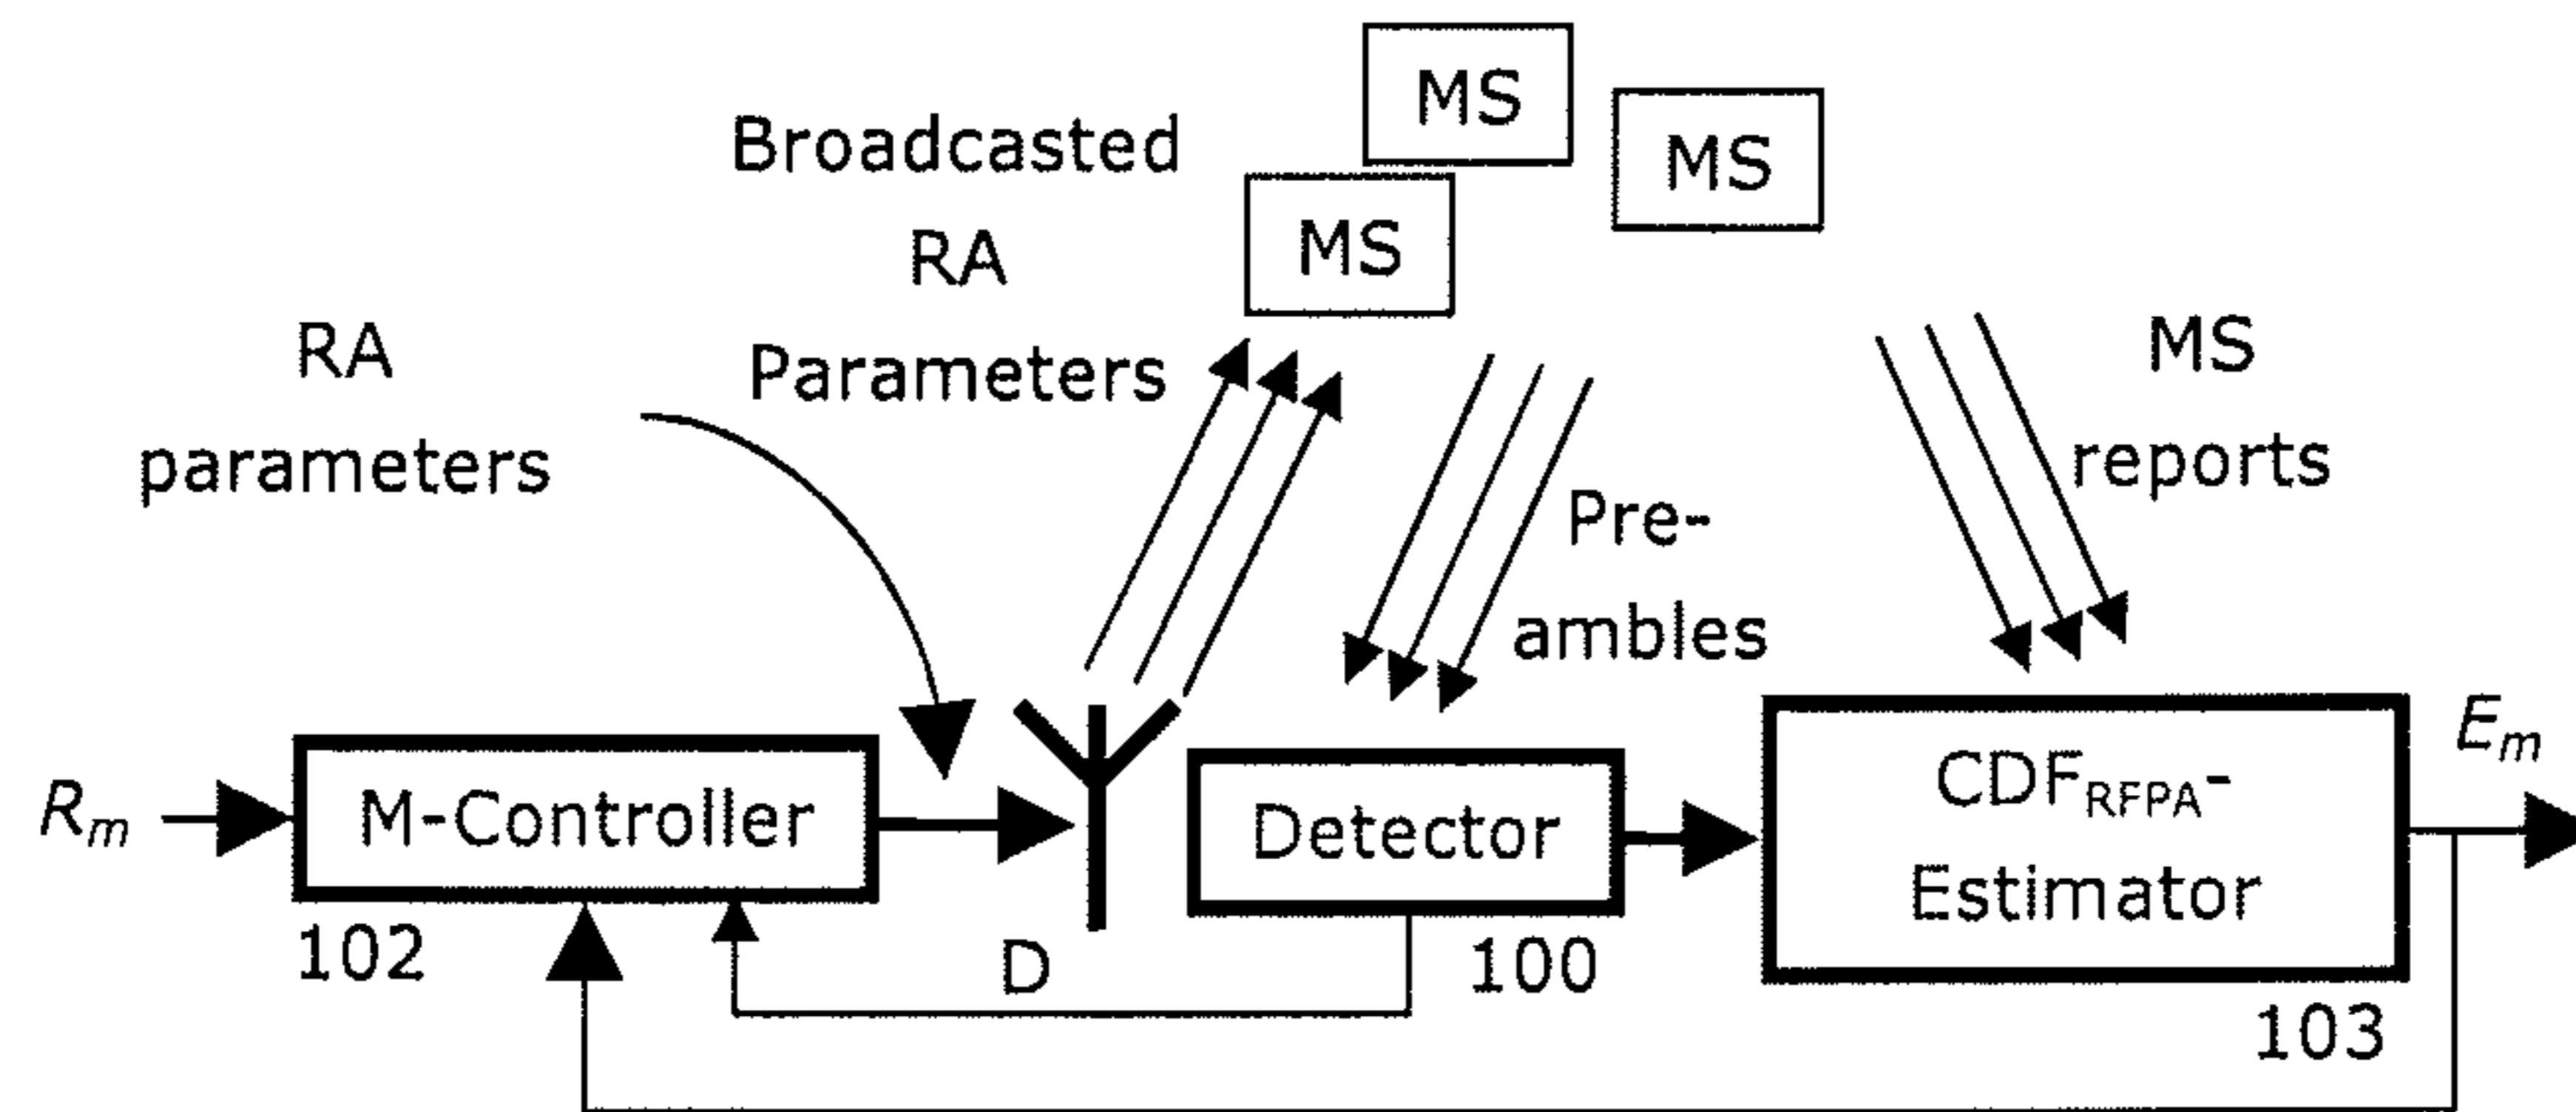 MS
MS
MS
Broadcasted
RA
Parameters
RA
parameters
MS
reports
Pre-
ambles
Rm
M-Controller
102
D
Detector
100
CDFRFPA-
Estimator
103
Em